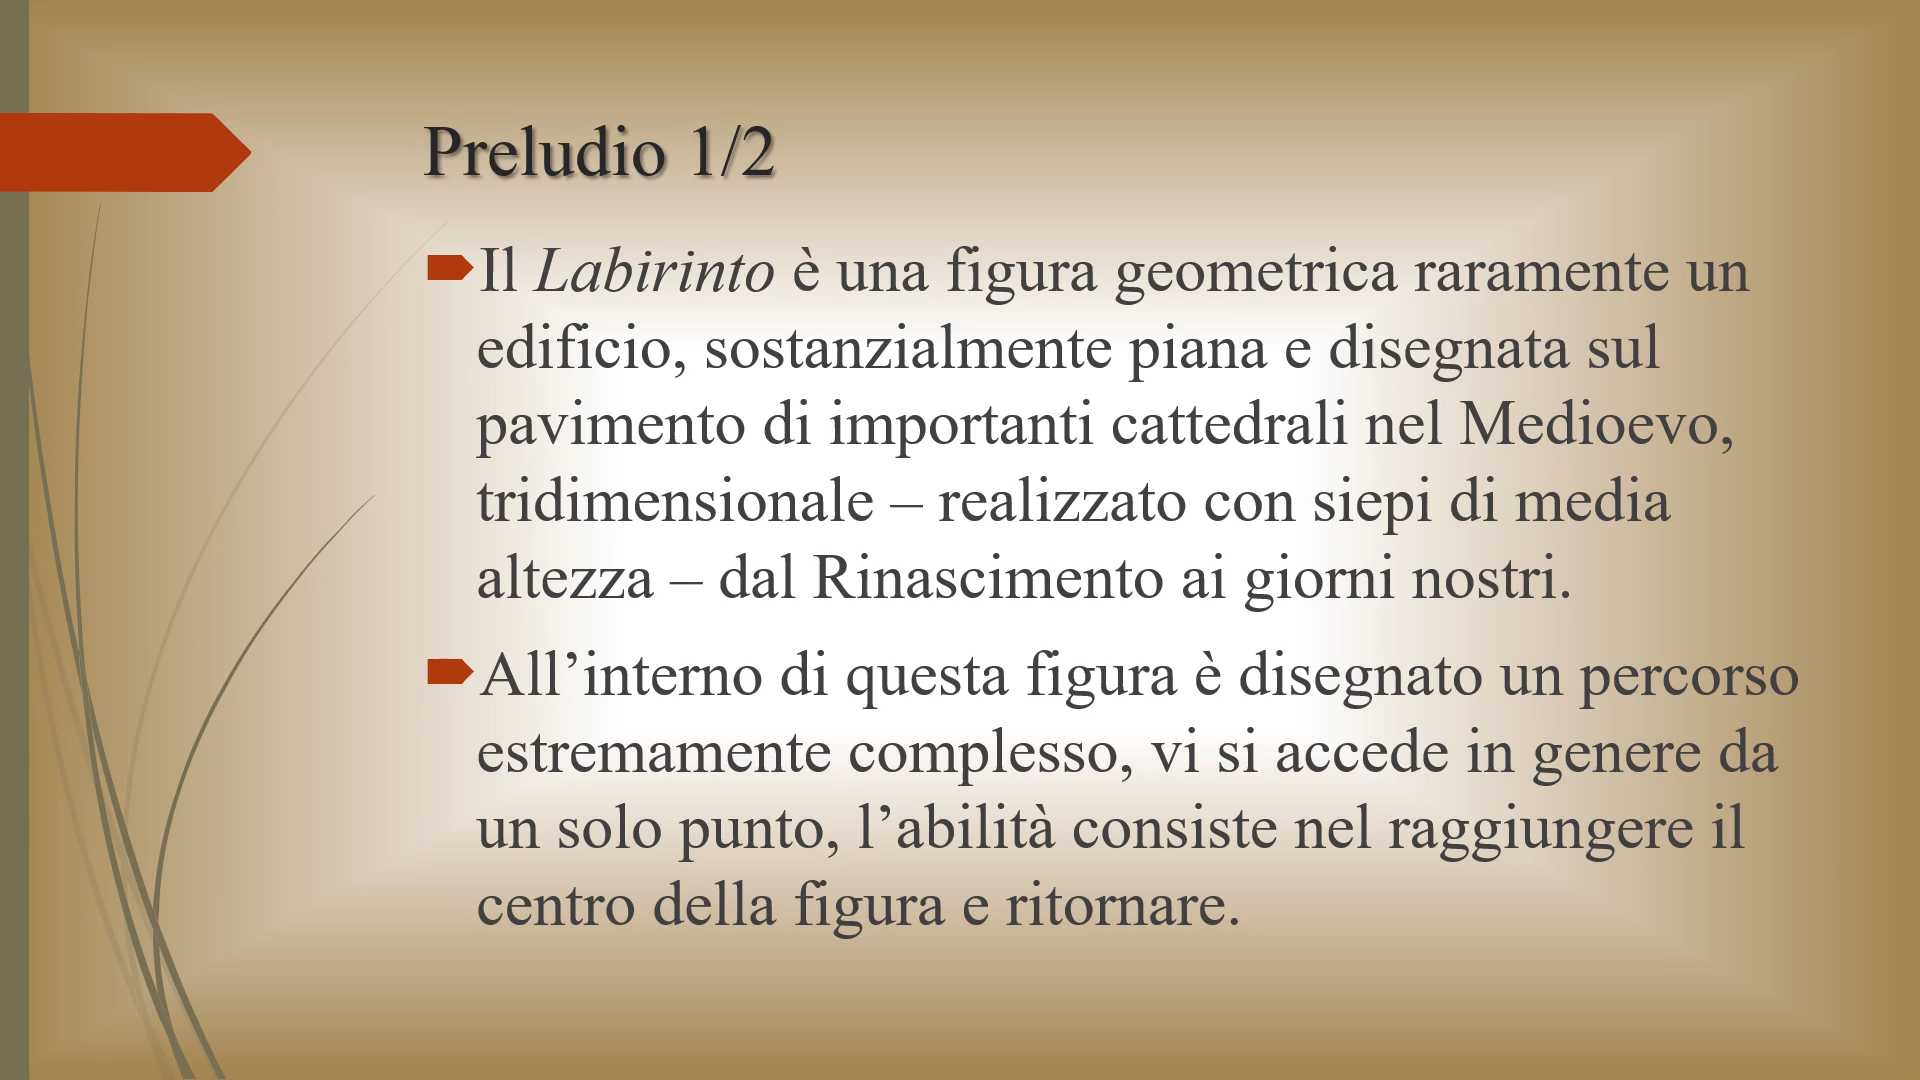 Preludio 1/2
Il Labirinto è una figura geometrica raramente un
edificio, sostanzialmente piana e disegnata sul
pavimento di importanti cattedrali nel Medioevo,
tridimensionale – realizzato con siepi di media
altezza – dal Rinascimento ai giorni nostri.
All’interno di questa figura è disegnato un percorso
estremamente complesso, vi si accede in genere da
un solo punto, l’abilità consiste nel raggiungere il
centro della figura e ritornare.